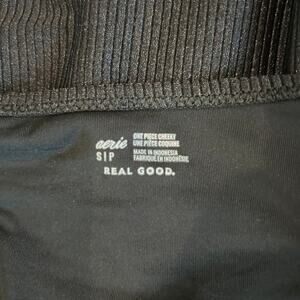 aerie
S|P
ONE PIECE CHEEKY
UNE PIÈCE COQUINE
MADE IN INDONESIA
FABRIQUÉ EN INDONÉSIE
REAL GOOD.